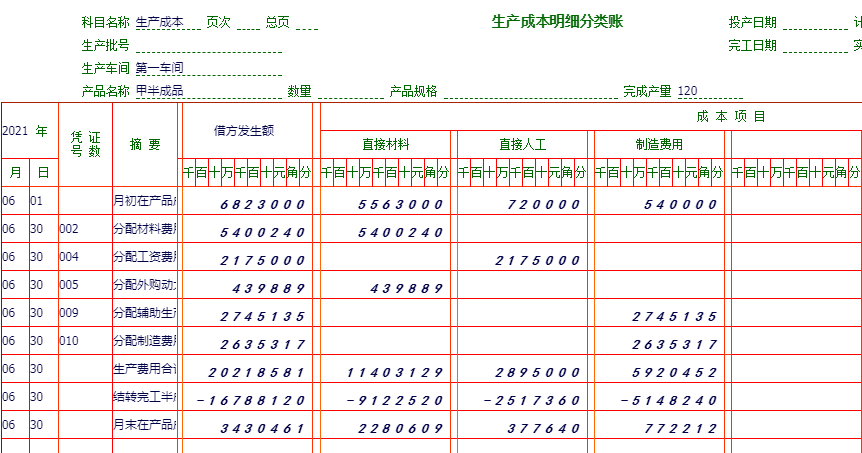 科目名称 生产成本 页次 总页 生产成本明细分类账 投产日期
生产批号 完工日期
生产车间 第一车间
产品名称 甲半成品 数量 产品规格 完成产量 120
2021 年 凭证号数 摘要 借方发生额 成本项目
直接材料 直接人工 制造费用
月 日 千百十万千百十元角分 千百十万千百十元角分 千百十万千百十元角分 千百十万千百十元角分 千百十万千百十元角分
06 01 月初在产品 6823000 5563000 720000 540000
06 30 002 分配材料费 5400240 5400240
06 30 004 分配工资费 2175000 2175000
06 30 005 分配外购动 439889 439889
06 30 009 分配辅助生 2745135 2745135
06 30 010 分配制造费 2635317 2635317
06 30 生产费用合 20218581 11403129 2895000 5920452
06 30 结转完工半 -16788120 -9122520 -2517360 -5148240
06 30 月末在产品 3430461 2280609 377640 772212